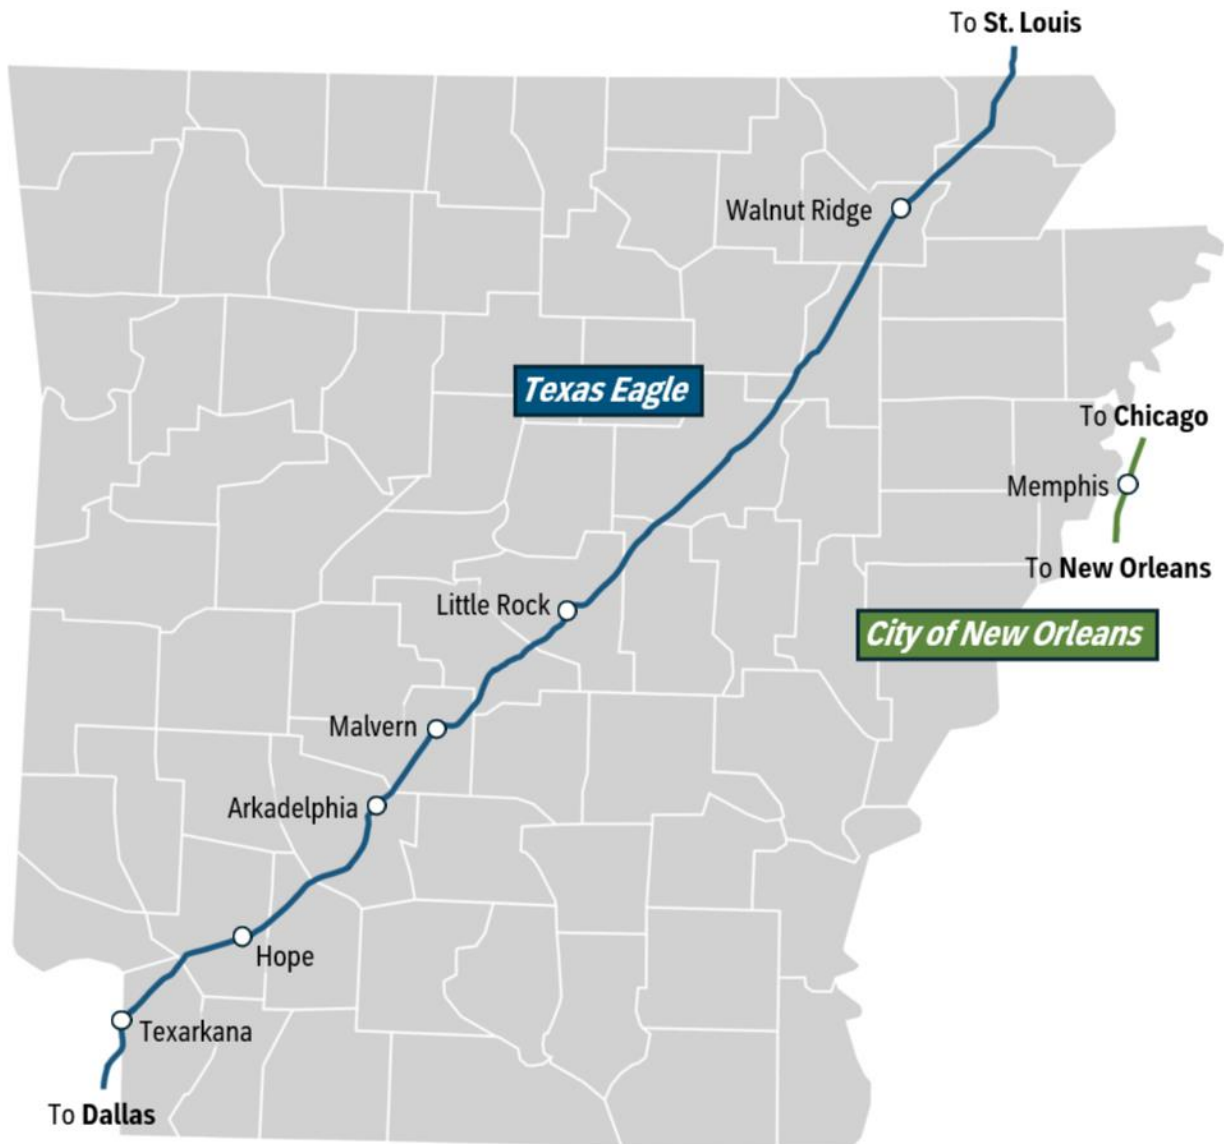 To St. Louis
Walnut Ridge
Texas Eagle
To Chicago
Memphis
To New Orleans
Little Rock
City of New Orleans
Malvern
Arkadelphia
Hope
Texarkana
To Dallas